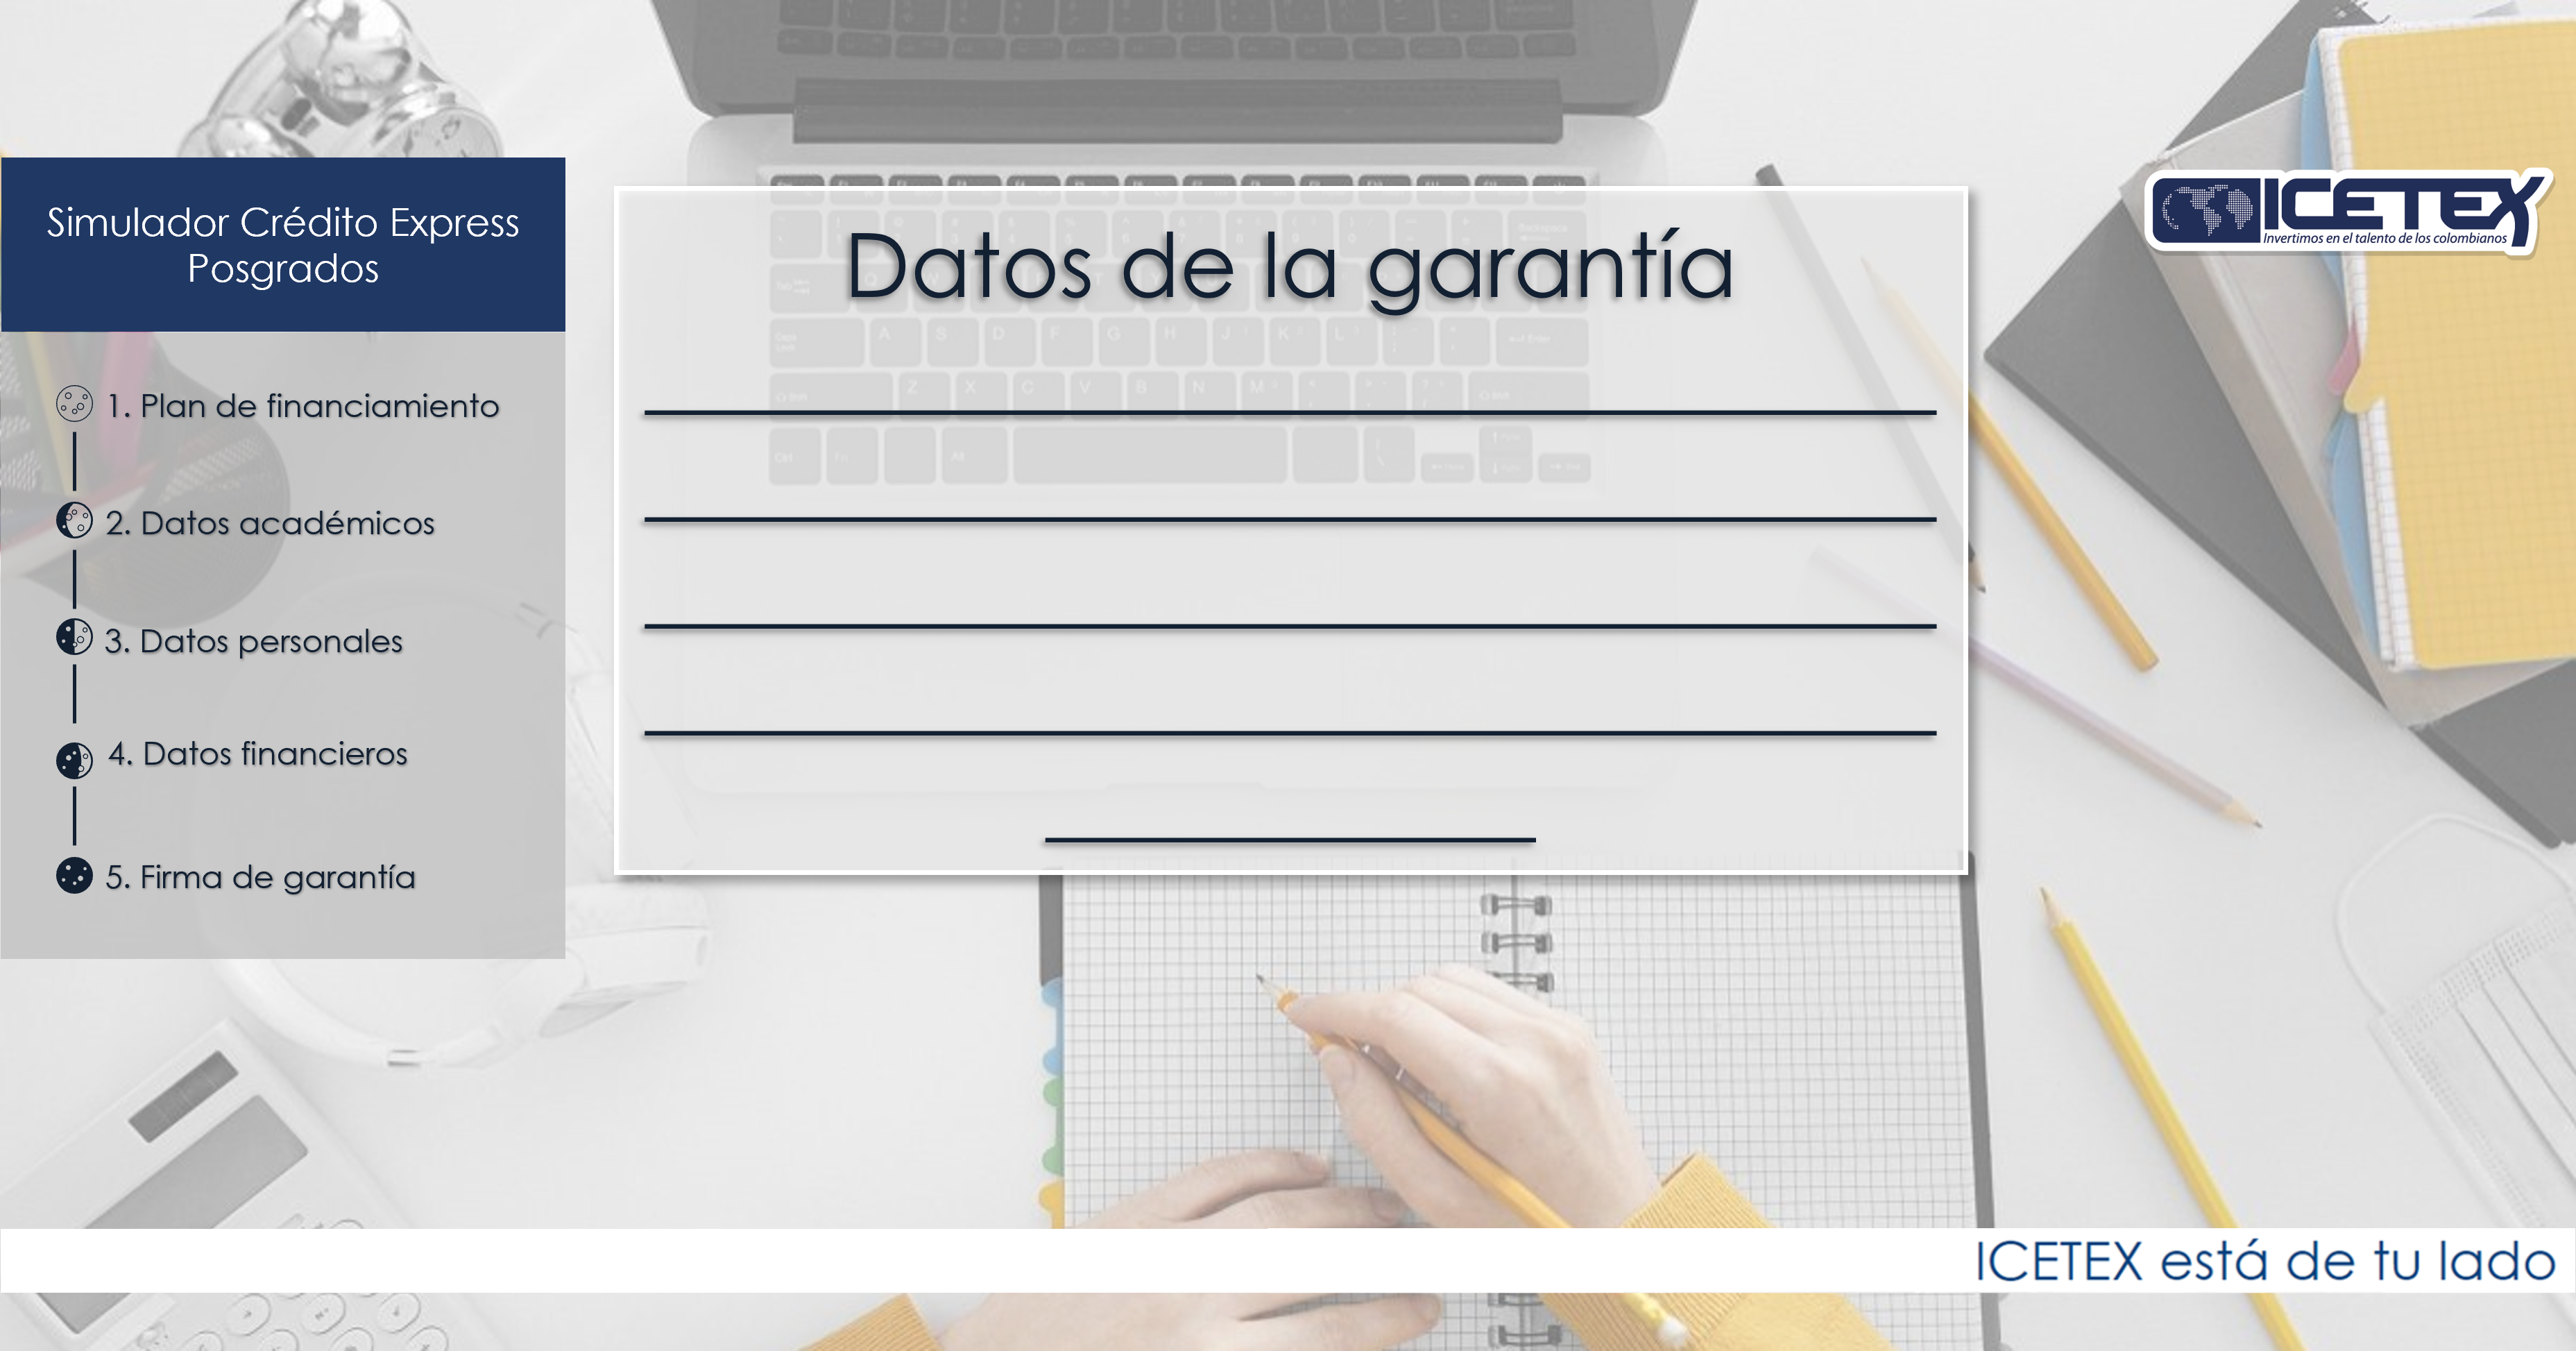 Simulador Crédito Express
Posgrados
1. Plan de financiamiento
2. Datos académicos
3. Datos personales
4. Datos financieros
5. Firma de garantía
Datos de la garantía
ICETEX
Invertimos en el talento de los colombianos
ICETEX está de tu lado